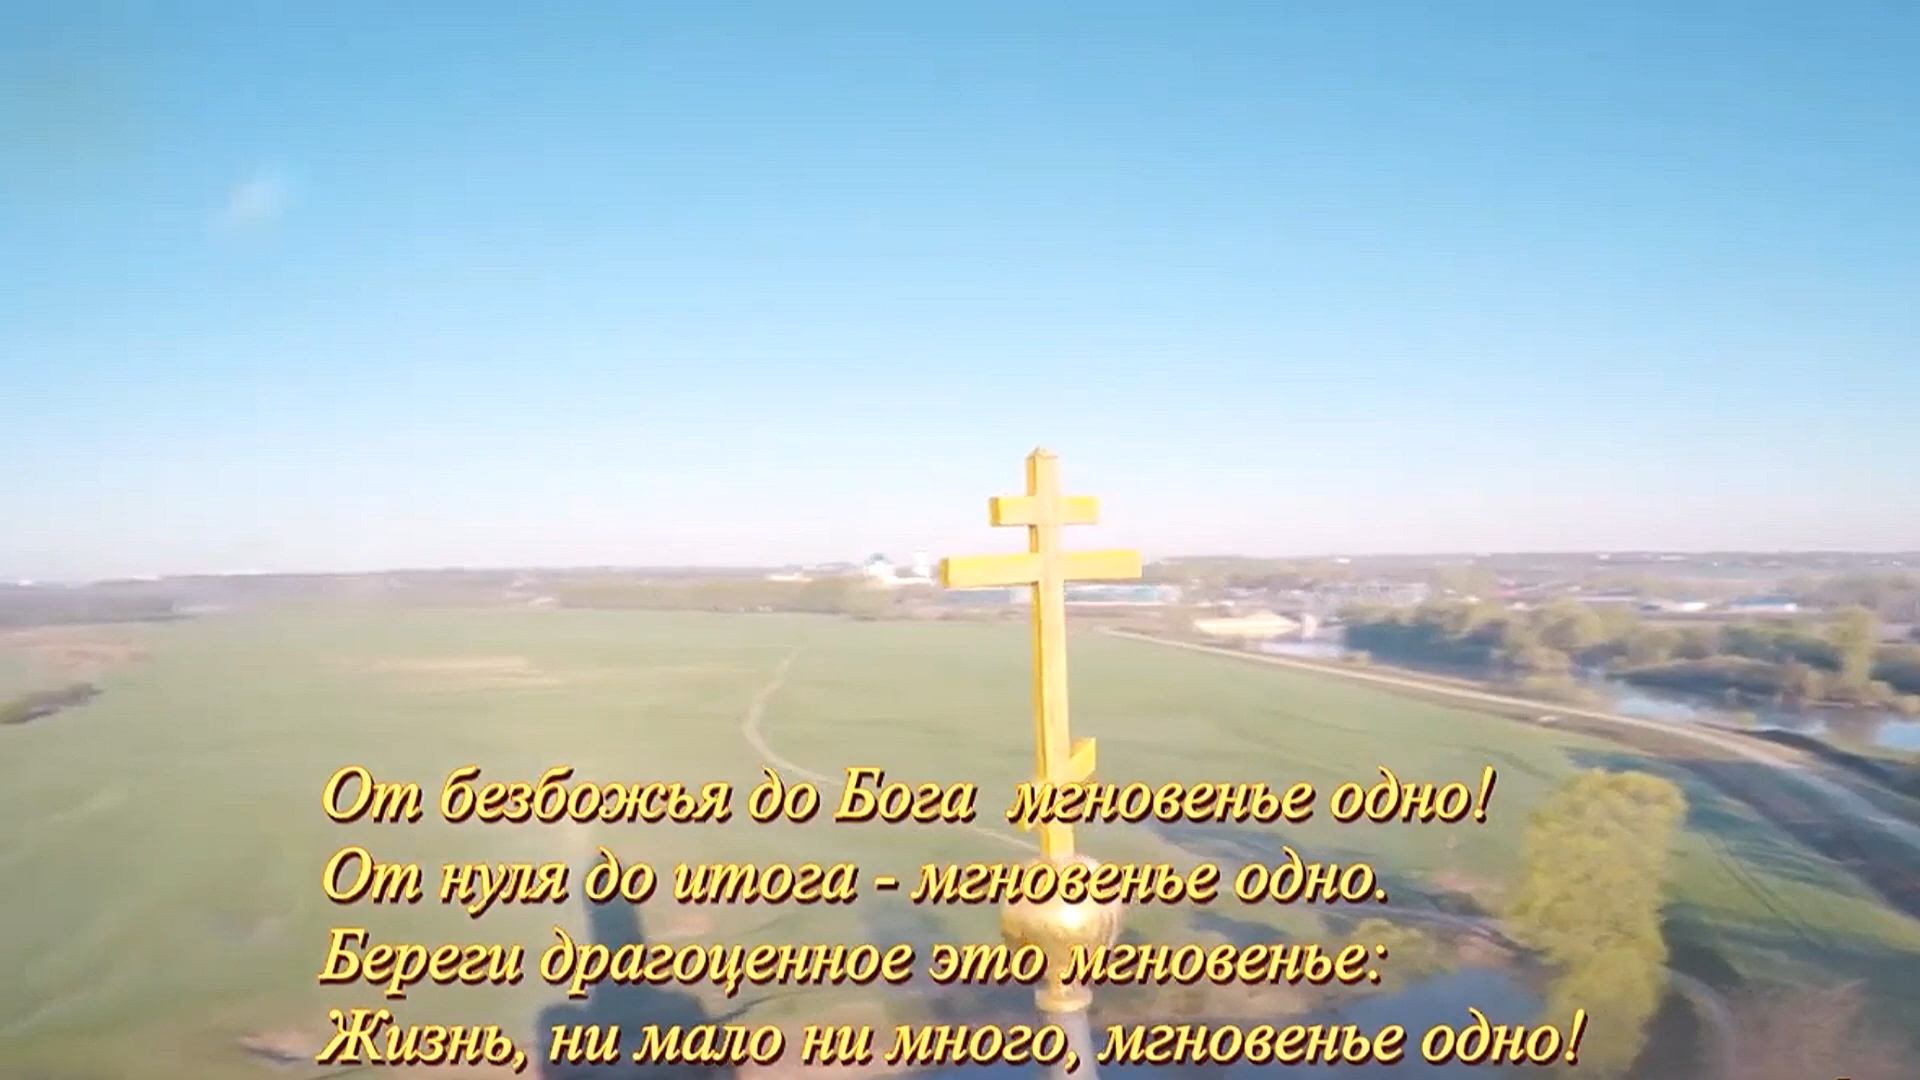 От безбожья до Бога мгновенье одно!
От нуля до итога - мгновенье одно.
Береги драгоценное это мгновенье:
Жизнь, ни мало ни много, мгновенье одно!